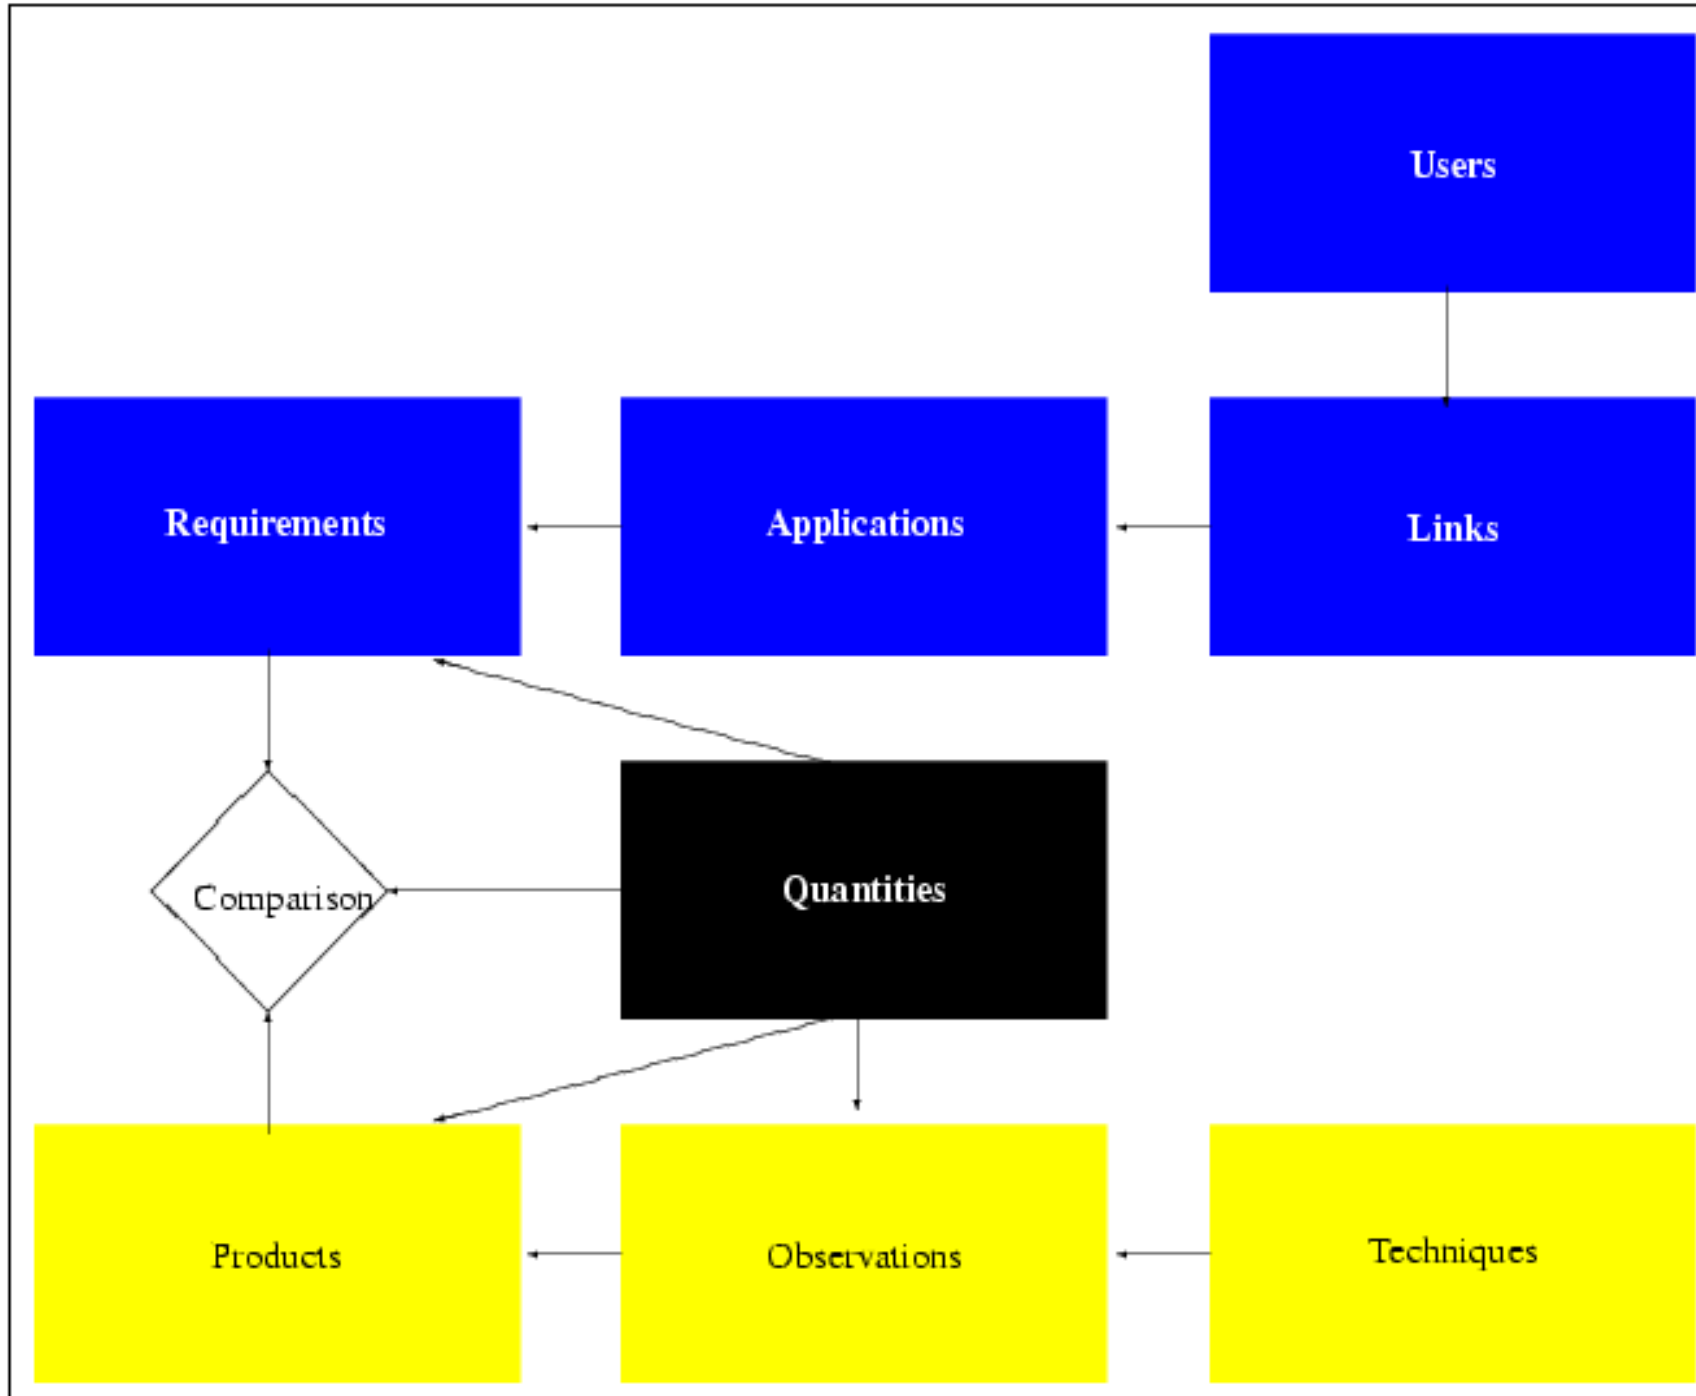 Users
Requirements
Applications
Links
Comparison
Quantities
Products
Observations
Techniques